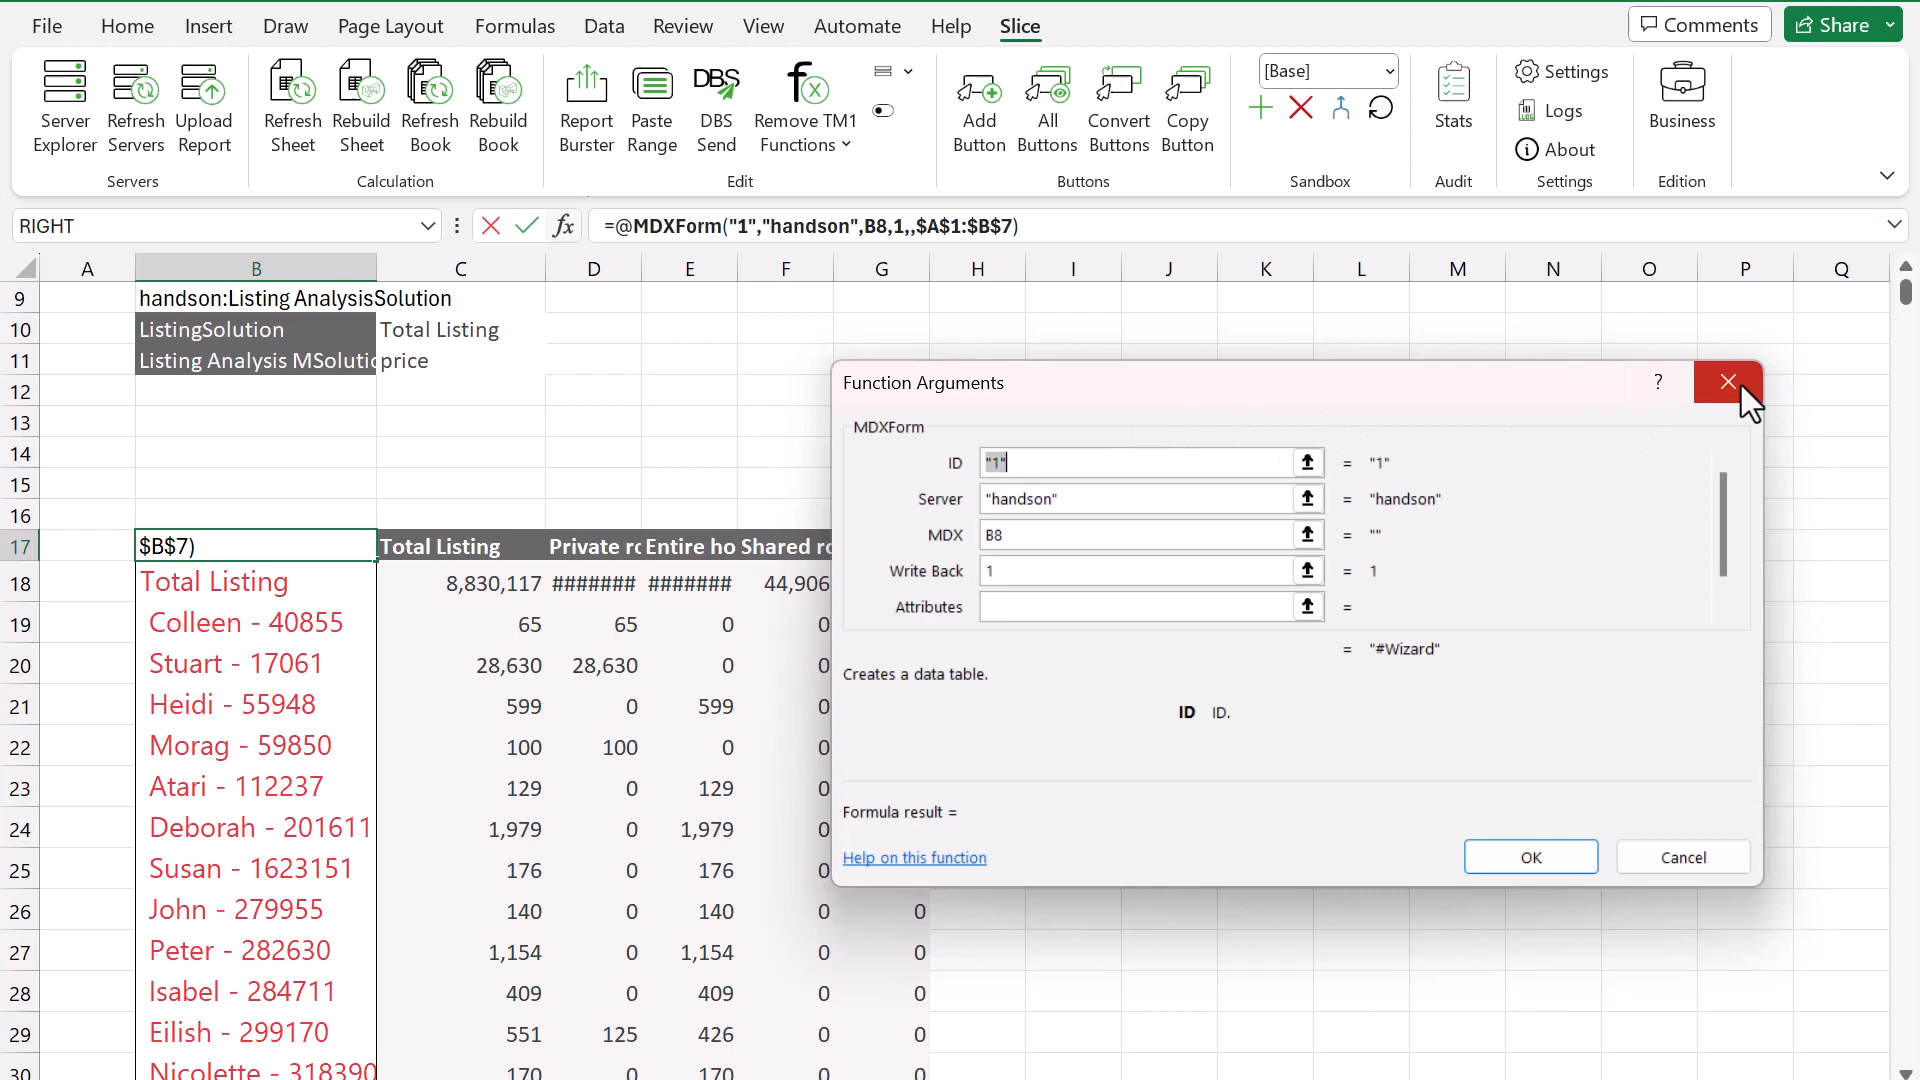 File Home Insert Draw Page Layout Formulas Data Review View Automate Help Slice Comments Share
Server Explorer Refresh Servers Upload Report
Servers
Refresh Sheet Rebuild Sheet Refresh Book Rebuild Book
Calculation
Report Burster Paste Range DBS DBS Send Remove TM1 Functions
Edit
Add Button All Buttons Convert Buttons Copy Button
Buttons
[Base]
Sandbox
Stats
Audit
Settings
Logs
About
Settings
Business
Edition
RIGHT fx =@MDXForm("1","handson",B8,1,,$A$1:$B$7)
A B C D E F G H I J K L M N O P Q
9 handson:Listing AnalysisSolution
10 ListingSolution Total Listing
11 Listing Analysis MSolutio price
12
13
14
15
16
17 $B$7) Total Listing Private ro Entire ho Shared ro
18 Total Listing 8,830,117 ####### ####### 44,906
19 Colleen - 40855 65 65 0 0
20 Stuart - 17061 28,630 28,630 0 0
21 Heidi - 55948 599 0 599 0
22 Morag - 59850 100 100 0 0
23 Atari - 112237 129 0 129 0
24 Deborah - 201611 1,979 0 1,979 0
25 Susan - 1623151 176 0 176 0
26 John - 279955 140 0 140 0 0
27 Peter - 282630 1,154 0 1,154 0 0
28 Isabel - 284711 409 0 409 0 0
29 Eilish - 299170 551 125 426 0 0
30 Nicolette - 318390 170 0 170 0 0
Function Arguments ?
MDXForm
ID "1" = "1"
Server "handson" = "handson"
MDX B8 = ""
Write Back 1 = 1
Attributes =
= "#Wizard"
Creates a data table.
ID ID.
Formula result =
Help on this function
OK Cancel